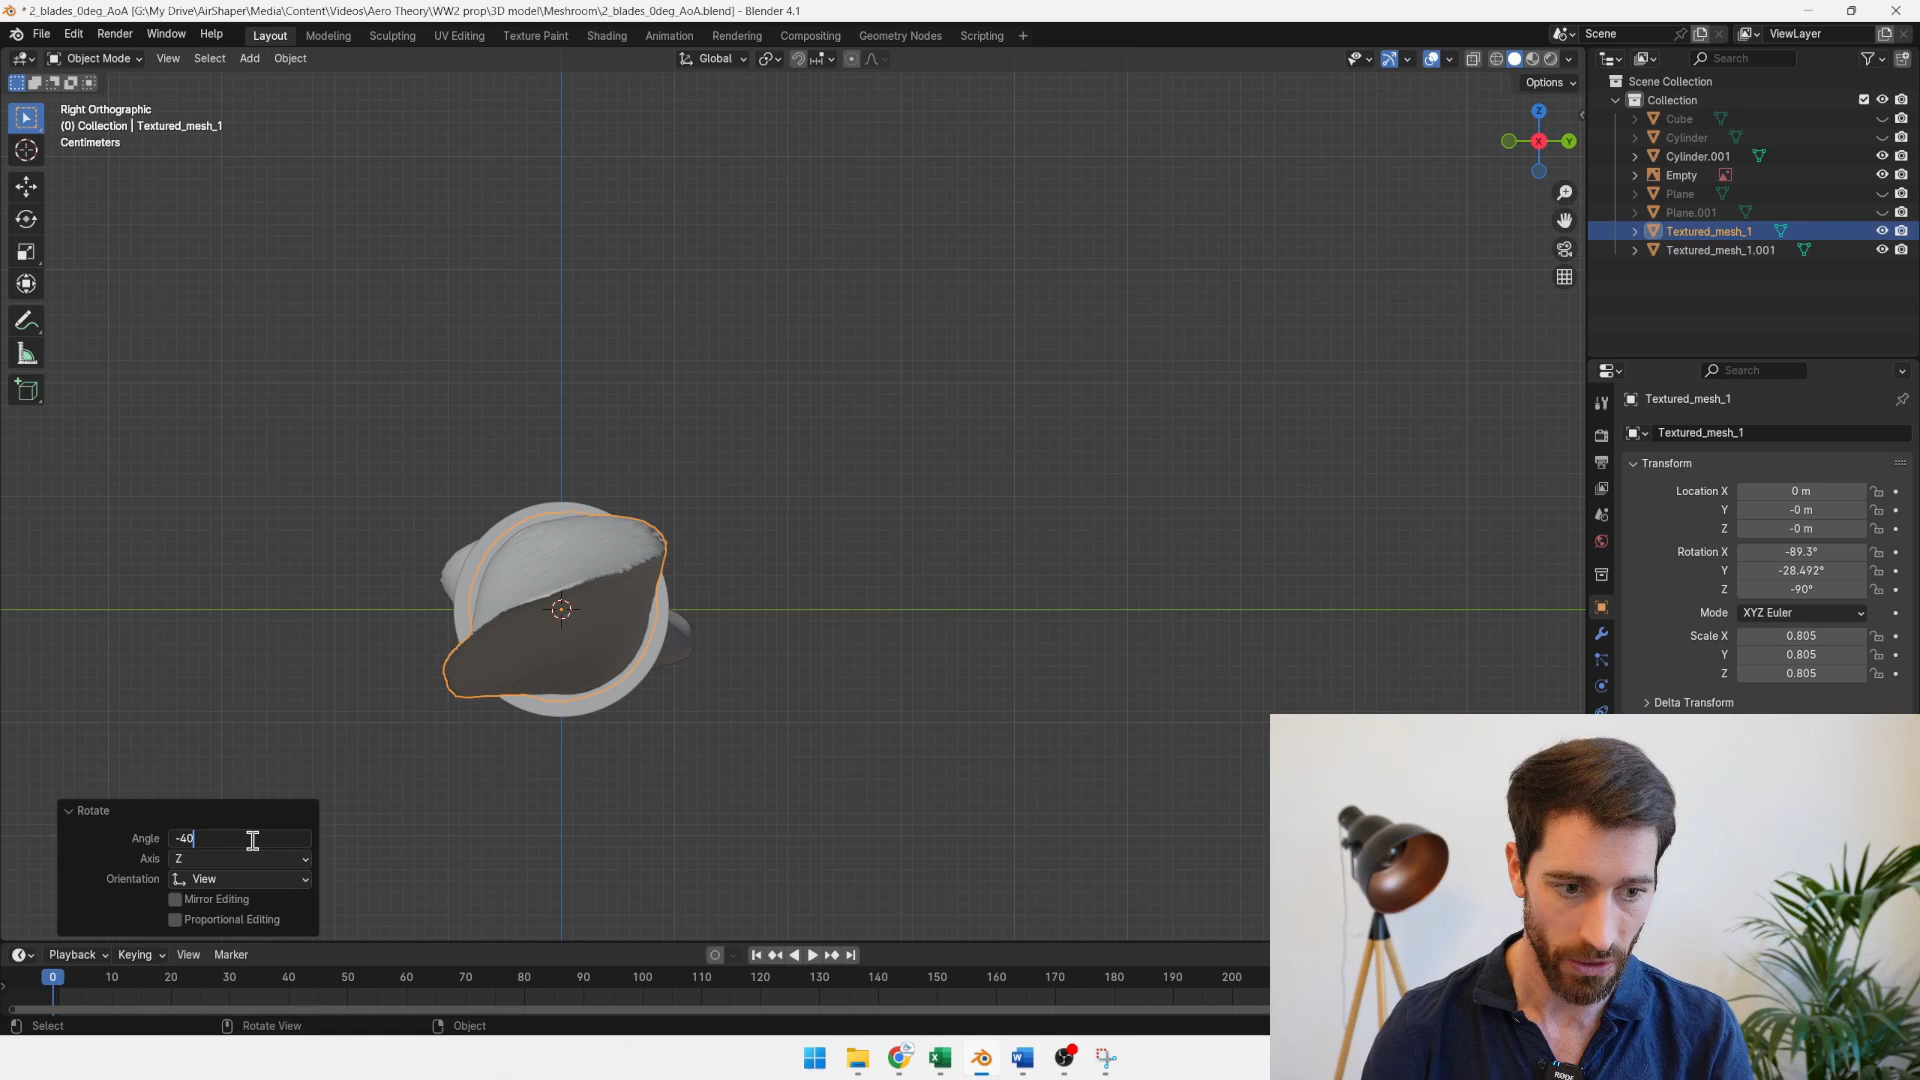 * 2_blades_0deg_AoA [G:\My Drive\AirShaper\Media\Content\Videos\Aero Theory\WW2 prop\3D model\Meshroom\2_blades_0deg_AoA.blend] - Blender 4.1
File Edit Render Window Help Layout Modeling Sculpting UV Editing Texture Paint Shading Animation Rendering Compositing Geometry Nodes Scripting + Scene ViewLayer
Object Mode View Select Add Object Global Search
Options
Right Orthographic
(0) Collection | Textured_mesh_1
Centimeters
Z
X Y
Scene Collection
Collection
Cube
Cylinder
Cylinder.001
Empty
Plane
Plane.001
Textured_mesh_1
Textured_mesh_1.001
Search
Textured_mesh_1
Textured_mesh_1
Transform
Location X 0 m
Y -0 m
Z -0 m
Rotation X -89.3°
Y -28.492°
Z -90°
Mode XYZ Euler
Scale X 0.805
Y 0.805
Z 0.805
Delta Transform
Rotate
Angle -40
Axis Z
Orientation View
Mirror Editing
Proportional Editing
Playback Keying View Marker
0 10 20 30 40 50 60 70 80 90 100 110 120 130 140 150 160 170 180 190 200
Select Rotate View Object
RØDE